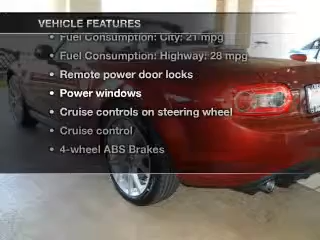 VEHICLE FEATURES
• Fuel Consumption: City: 21 mpg
• Fuel Consumption: Highway: 28 mpg
• Remote power door locks
• Power windows
• Cruise controls on steering wheel
• Cruise control
• 4-wheel ABS Brakes